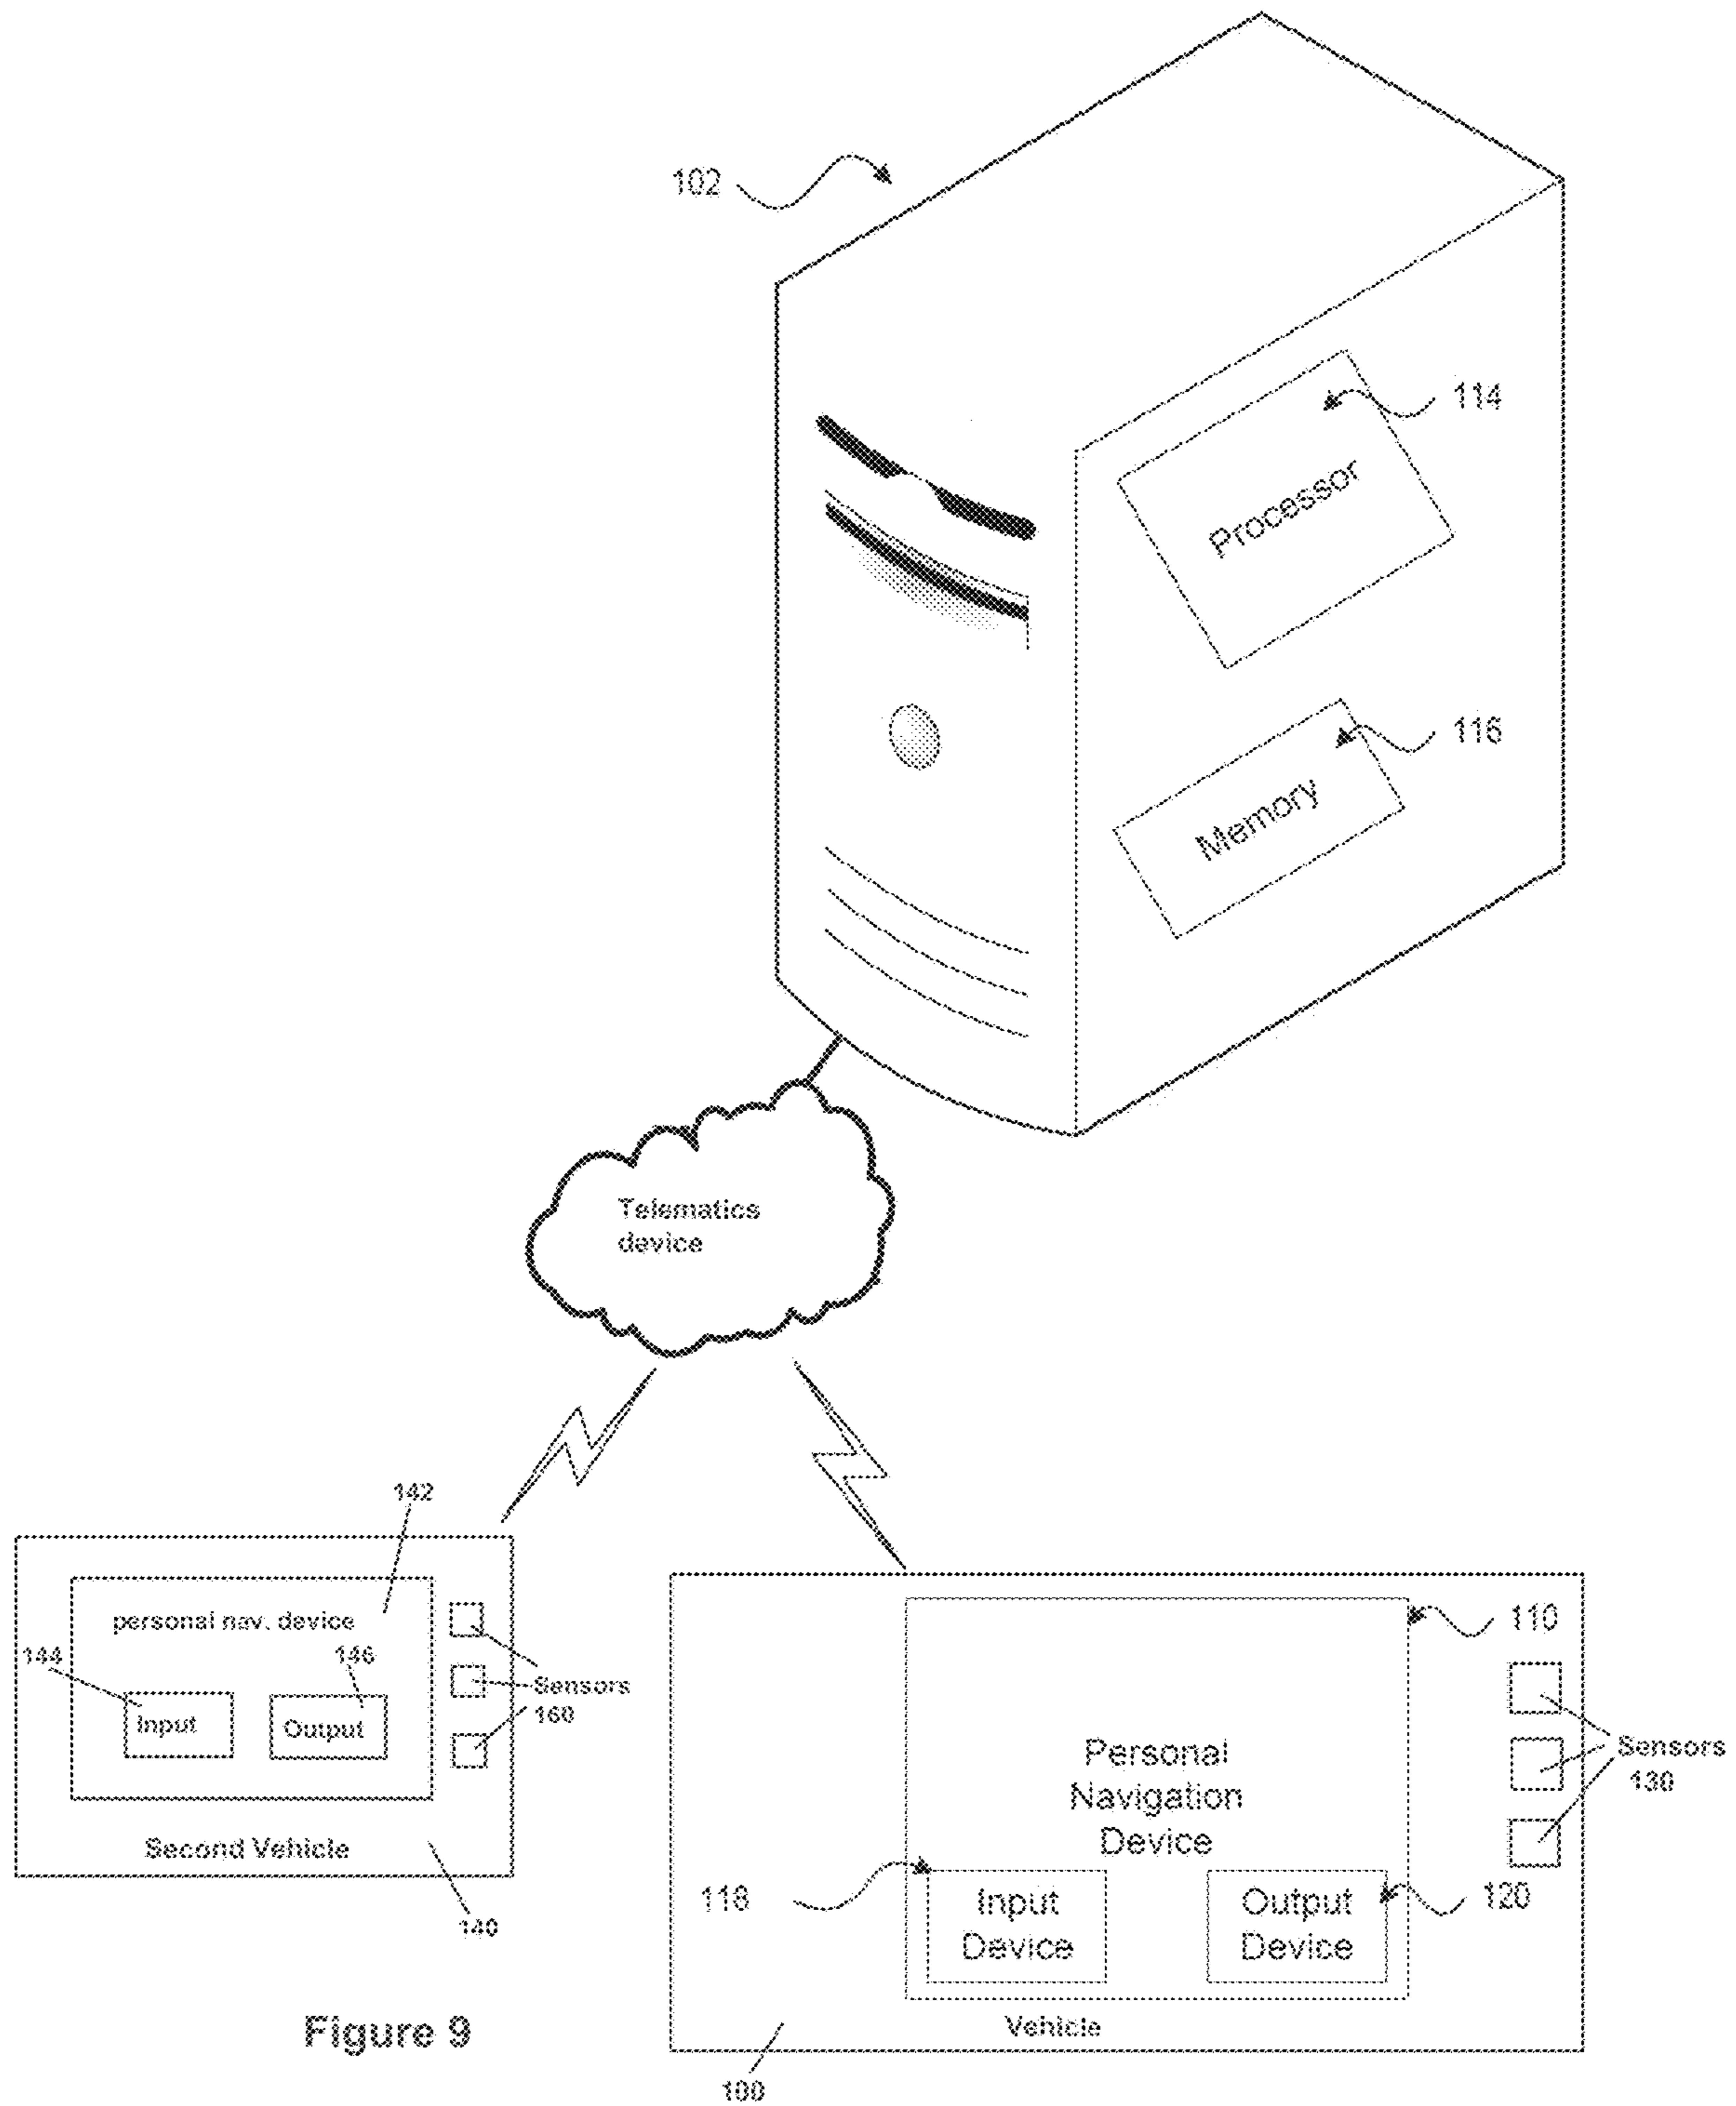 102
114
Processor
116
Memory
Telematics
device
142
personal nav. device
144
146
Input
Output
Sensors
160
Second Vehicle
140
110
Personal
Navigation
Device
Sensors
130
118
Input
Device
Output
Device
120
Vehicle
100
Figure 9